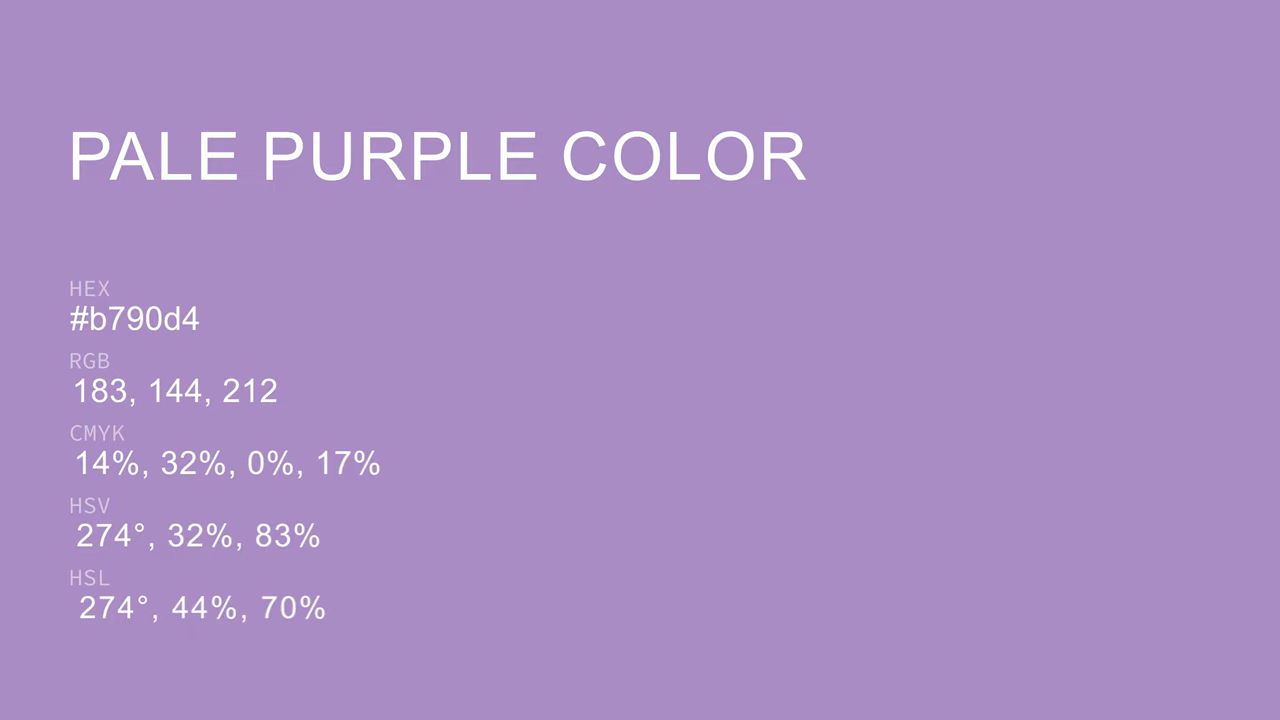 PALE PURPLE COLOR
HEX
#b790d4
RGB
183, 144, 212
CMYK
14%, 32%, 0%, 17%
HSV
274°, 32%, 83%
HSL
274°, 44%, 70%